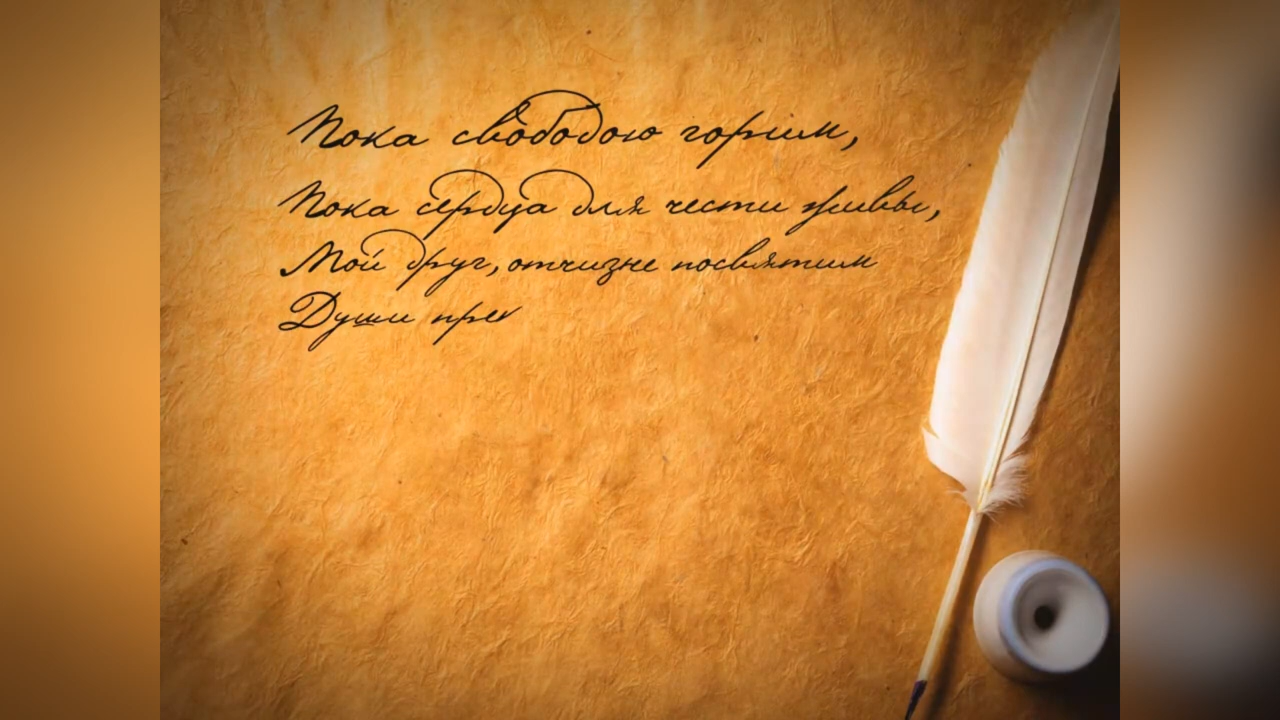 Пока свободою горим,
Пока сердца для чести живы,
Мой друг, отчизне посвятим
Души пре